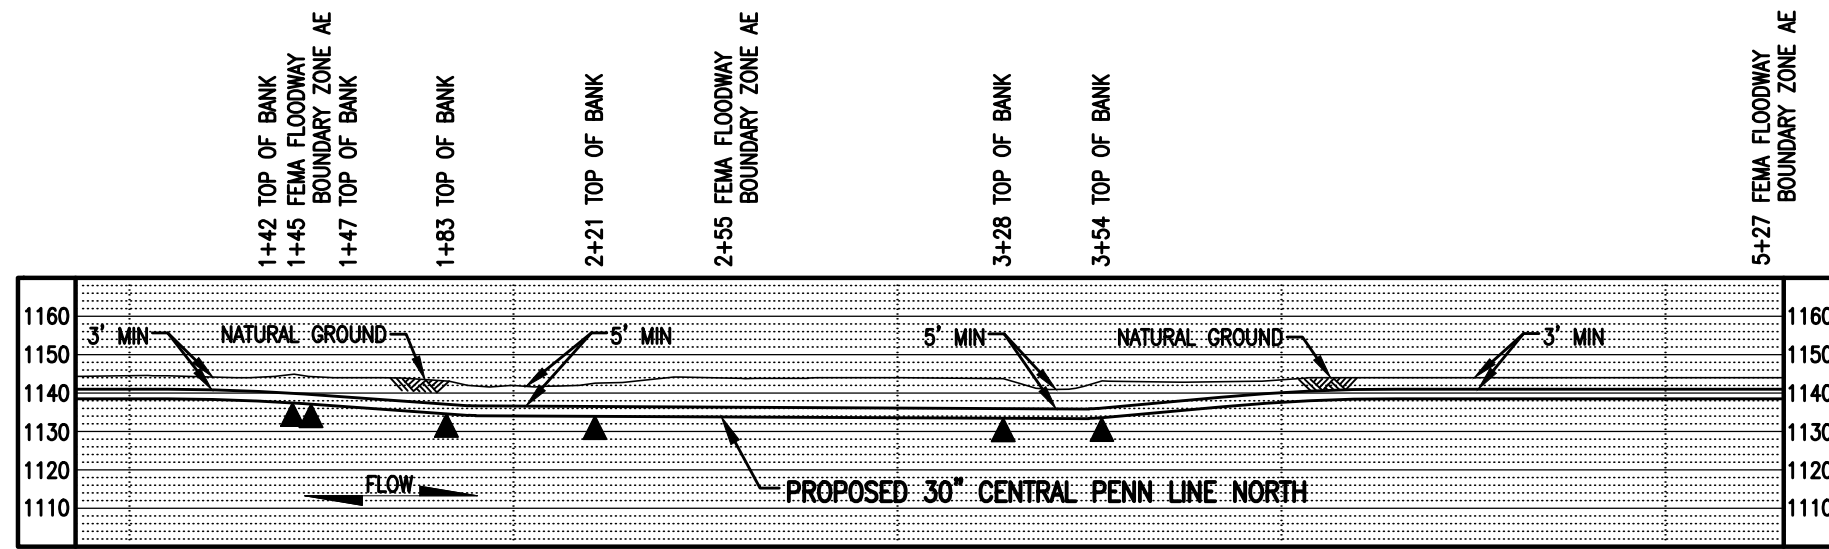 1+42 TOP OF BANK
1+45 FEMA FLOODWAY
BOUNDARY ZONE AE
1+47 TOP OF BANK
1+83 TOP OF BANK
2+21 TOP OF BANK
2+55 FEMA FLOODWAY
BOUNDARY ZONE AE
3+28 TOP OF BANK
3+54 TOP OF BANK
5+27 FEMA FLOODWAY
BOUNDARY ZONE AE
1160
1160
3' MIN
NATURAL GROUND
5' MIN
5' MIN
NATURAL GROUND
3' MIN
1150
1150
1140
1140
1130
1130
1120
1120
FLOW
PROPOSED 30" CENTRAL PENN LINE NORTH
1110
1110